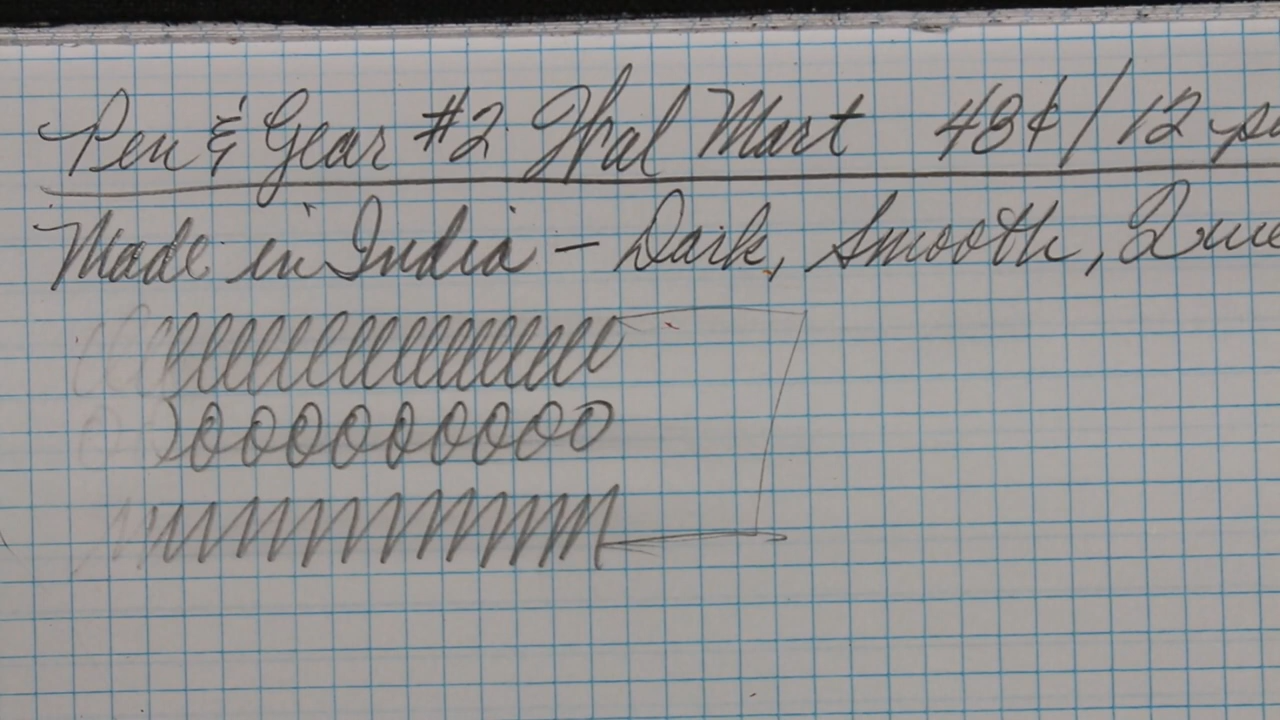 Pen & Gear #2 Wal Mart 48¢/12
Made in India – Dark, Smooth,